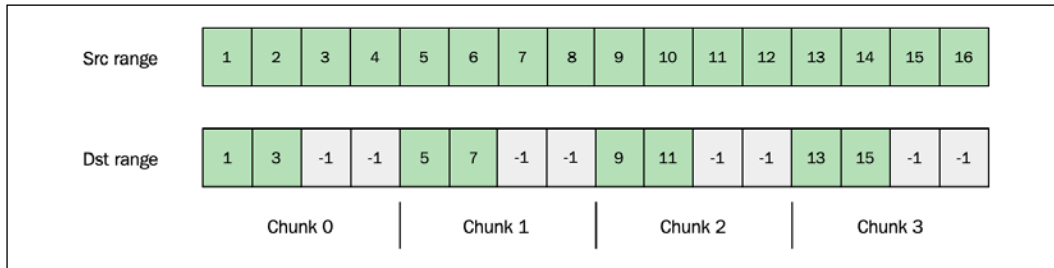 Src range 1 2 3 4 5 6 7 8 9 10 11 12 13 14 15 16
Dst range 1 3 -1 -1 5 7 -1 -1 9 11 -1 -1 13 15 -1 -1
Chunk 0 Chunk 1 Chunk 2 Chunk 3